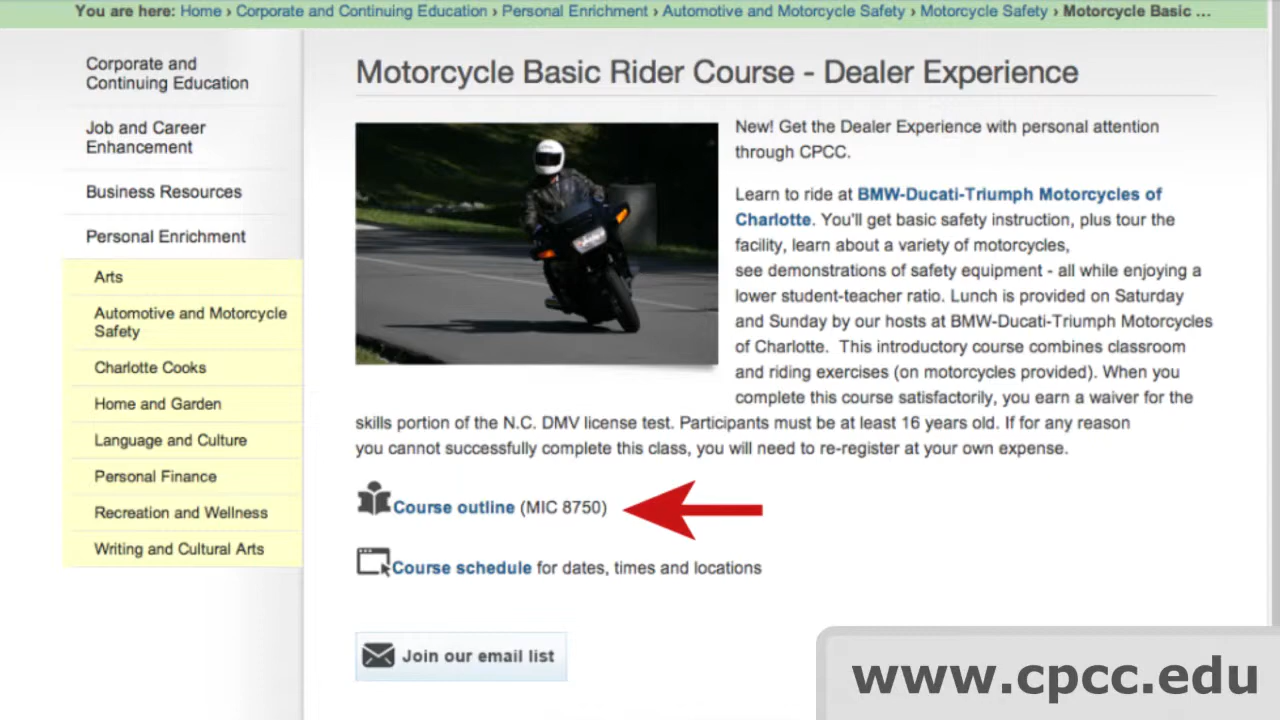 You are here: Home › Corporate and Continuing Education › Personal Enrichment › Automotive and Motorcycle Safety › Motorcycle Safety › Motorcycle Basic ...
Corporate and
Continuing Education
Job and Career
Enhancement
Business Resources
Personal Enrichment
Arts
Automotive and Motorcycle
Safety
Charlotte Cooks
Home and Garden
Language and Culture
Personal Finance
Recreation and Wellness
Writing and Cultural Arts
Motorcycle Basic Rider Course - Dealer Experience
New! Get the Dealer Experience with personal attention
through CPCC.
Learn to ride at BMW-Ducati-Triumph Motorcycles of
Charlotte. You'll get basic safety instruction, plus tour the
facility, learn about a variety of motorcycles,
see demonstrations of safety equipment - all while enjoying a
lower student-teacher ratio. Lunch is provided on Saturday
and Sunday by our hosts at BMW-Ducati-Triumph Motorcycles
of Charlotte. This introductory course combines classroom
and riding exercises (on motorcycles provided). When you
complete this course satisfactorily, you earn a waiver for the
skills portion of the N.C. DMV license test. Participants must be at least 16 years old. If for any reason
you cannot successfully complete this class, you will need to re-register at your own expense.
Course outline (MIC 8750)
Course schedule for dates, times and locations
Join our email list
www.cpcc.edu